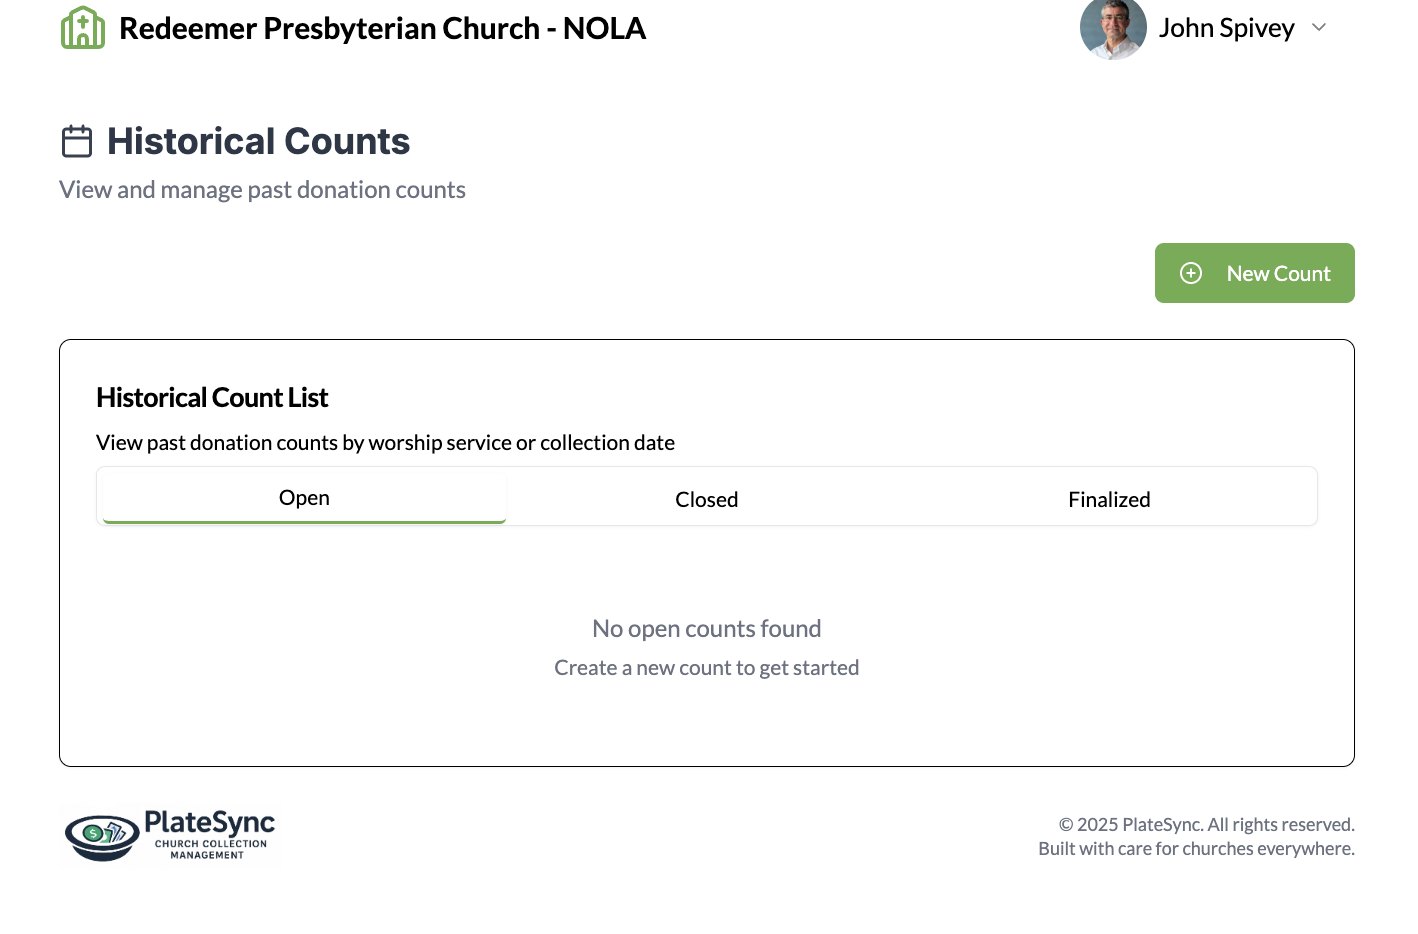 Redeemer Presbyterian Church - NOLA
John Spivey
Historical Counts
View and manage past donation counts
New Count
Historical Count List
View past donation counts by worship service or collection date
Open
Closed
Finalized
No open counts found
Create a new count to get started
$
PlateSync
CHURCH COLLECTION
MANAGEMENT
© 2025 PlateSync. All rights reserved.
Built with care for churches everywhere.